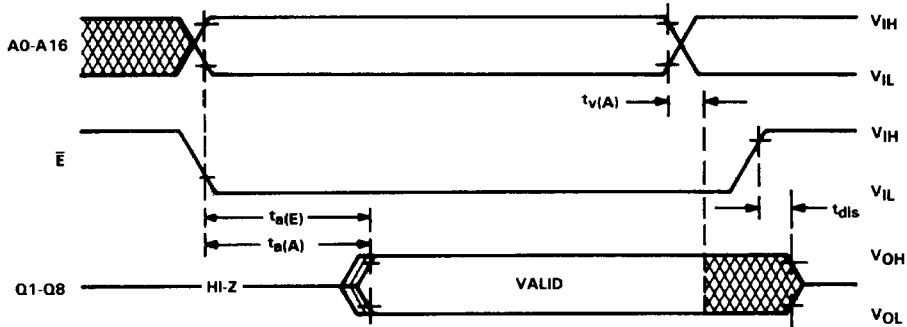 A0-A16
VIH
VIL
tv(A)
E̅
VIH
VIL
ta(E)
tdis
ta(A)
Q1-Q8
HI-Z
VALID
VOH
VOL